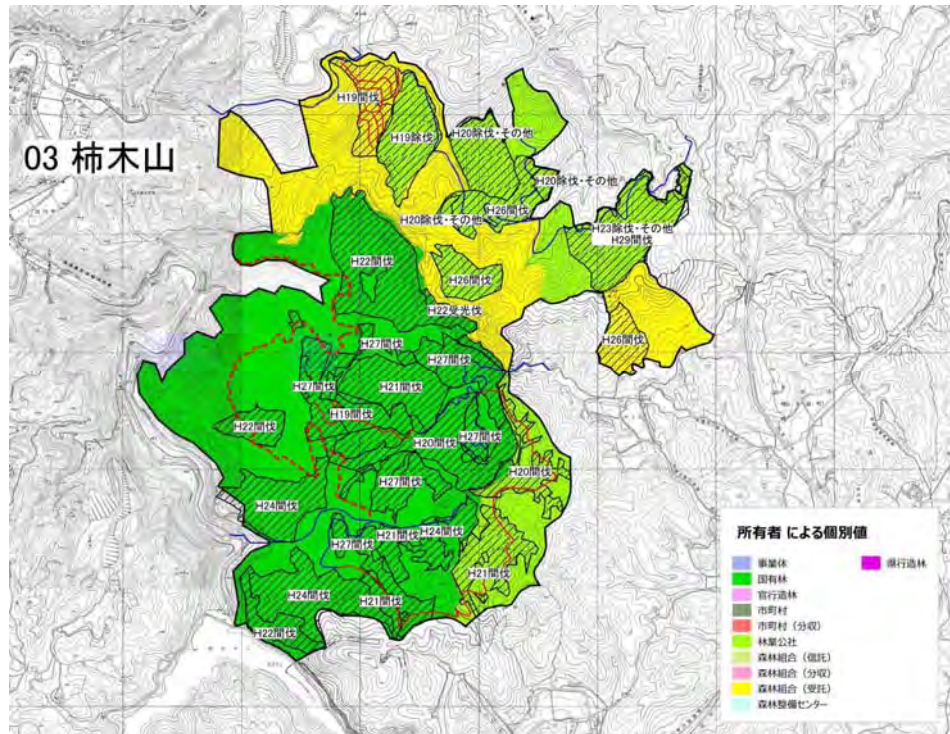 03 柿木山
H19間伐
H19除伐
H20除伐・その他
H20除伐・その他
H26間伐
H20除伐・その他
H23除伐・その他
H29間伐
H22間伐
H26間伐
H22受光伐
H26間伐
H27間伐
H27間伐
H27間伐
H21間伐
H19間伐
H22間伐
H20間伐
H27間伐
H20間伐
H27間伐
H24間伐
H21間伐
H24間伐
H27間伐
H21間伐
H24間伐
H21間伐
H22間伐
所有者 による個別値
事業体
県行造林
国有林
官行造林
市町村
市町村（分収）
林業公社
森林組合（信託）
森林組合（分収）
森林組合（受託）
森林整備センター